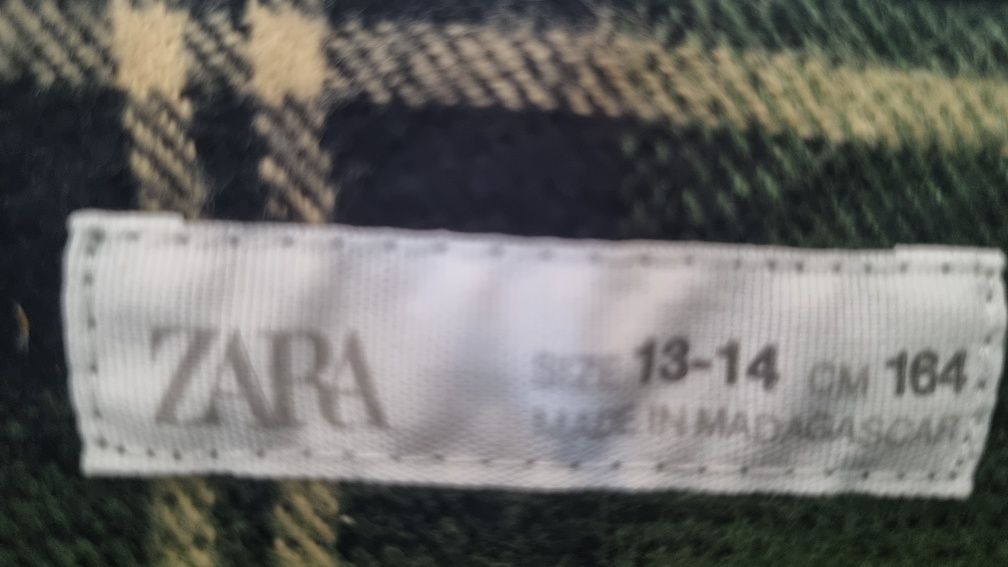 ZARA
SIZE 13-14 CM 164
MADE IN MADAGASCAR